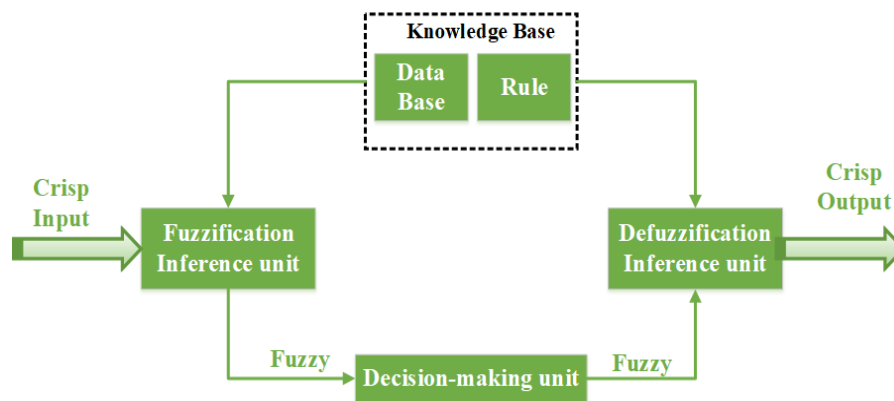 Knowledge Base
Data
Base
Rule
Crisp
Input
Crisp
Output
Fuzzification
Inference unit
Defuzzification
Inference unit
Fuzzy
Decision-making unit
Fuzzy